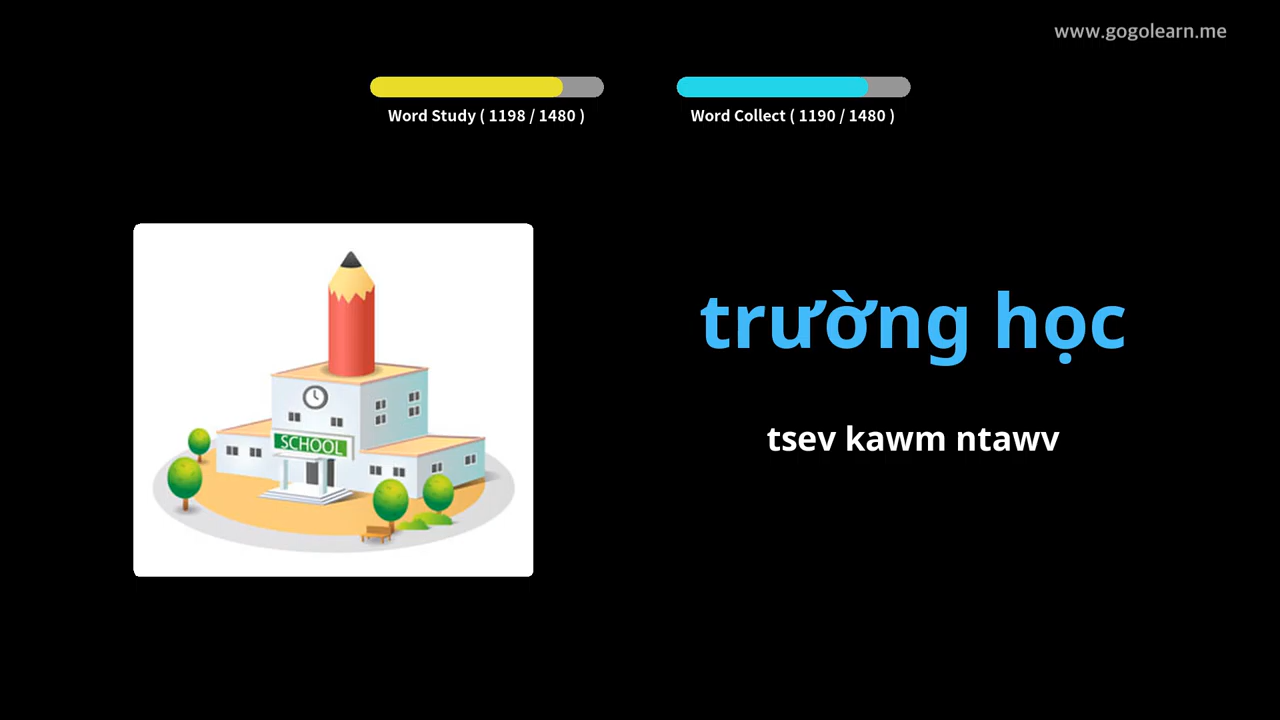 www.gogolearn.me
Word Study ( 1198 / 1480 )
Word Collect ( 1190 / 1480 )
trường học
tsev kawm ntawv
SCHOOL